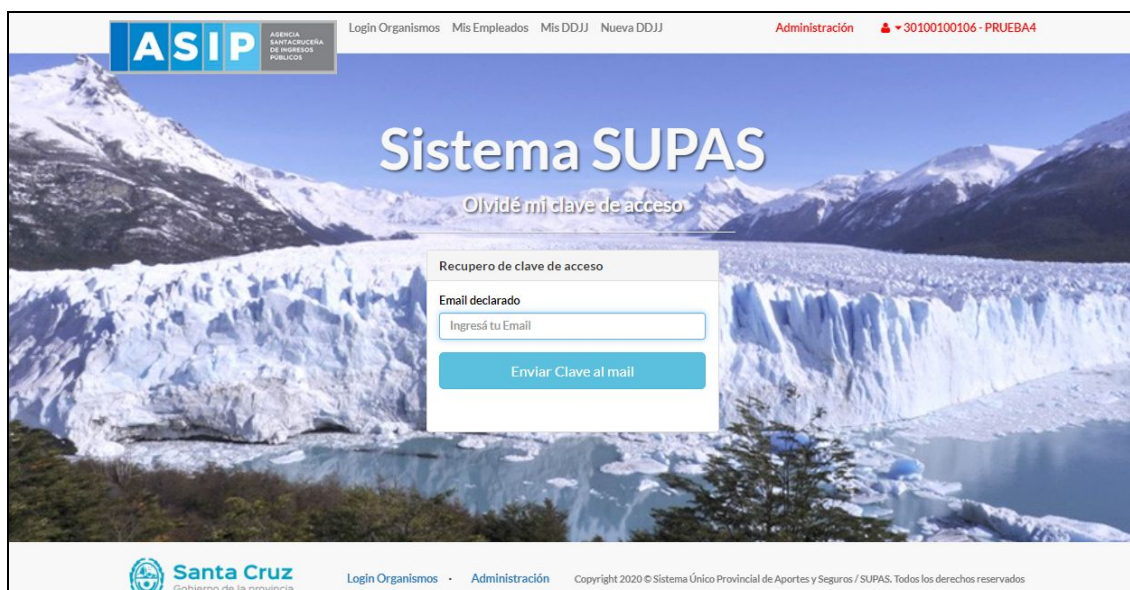 ASIP
AGENCIA
SANTACRUCEÑA
DE INGRESOS
PÚBLICOS
Login Organismos Mis Empleados Mis DDJJ Nueva DDJJ Administración 30100100106 - PRUEBA4
Sistema SUPAS
Olvidé mi clave de acceso
Recupero de clave de acceso
Email declarado
Ingresá tu Email
Enviar Clave al mail
Santa Cruz
Gobierno de la provincia
Login Organismos · Administración Copyright 2020 © Sistema Único Provincial de Aportes y Seguros / SUPAS. Todos los derechos reservados